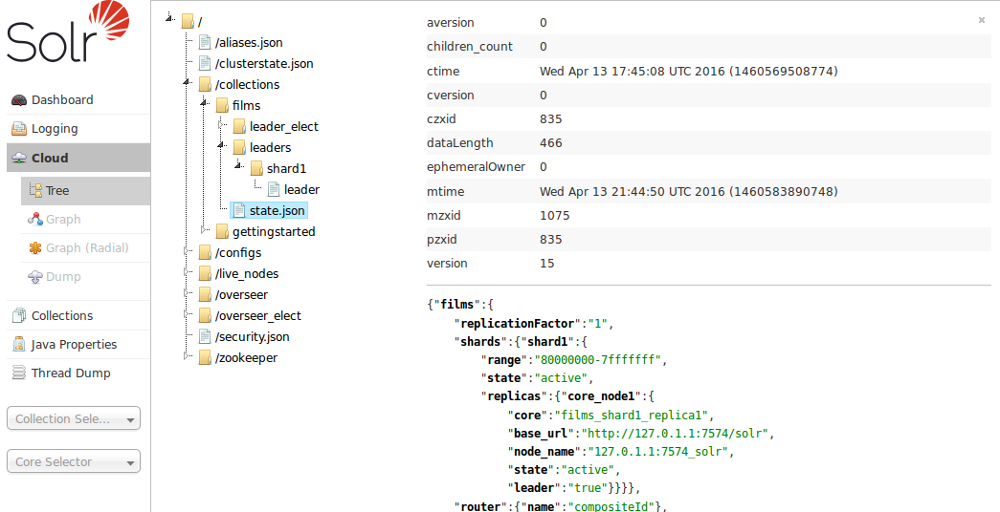 Solr
Dashboard
Logging
Cloud
Tree
Graph
Graph (Radial)
Dump
Collections
Java Properties
Thread Dump
Collection Sele...
Core Selector
/
/aliases.json
/clusterstate.json
/collections
films
leader_elect
leaders
shard1
leader
state.json
gettingstarted
/configs
/live_nodes
/overseer
/overseer_elect
/security.json
/zookeeper
aversion 0
children_count 0
ctime Wed Apr 13 17:45:08 UTC 2016 (1460569508774)
cversion 0
czxid 835
dataLength 466
ephemeralOwner 0
mtime Wed Apr 13 21:44:50 UTC 2016 (1460583890748)
mzxid 1075
pzxid 835
version 15
{"films":{
"replicationFactor":"1",
"shards":{"shard1":{
"range":"80000000-7fffffff",
"state":"active",
"replicas":{"core_node1":{
"core":"films_shard1_replica1",
"base_url":"http://127.0.1.1:7574/solr",
"node_name":"127.0.1.1:7574_solr",
"state":"active",
"leader":"true"}}}},
"router":{"name":"compositeId"},